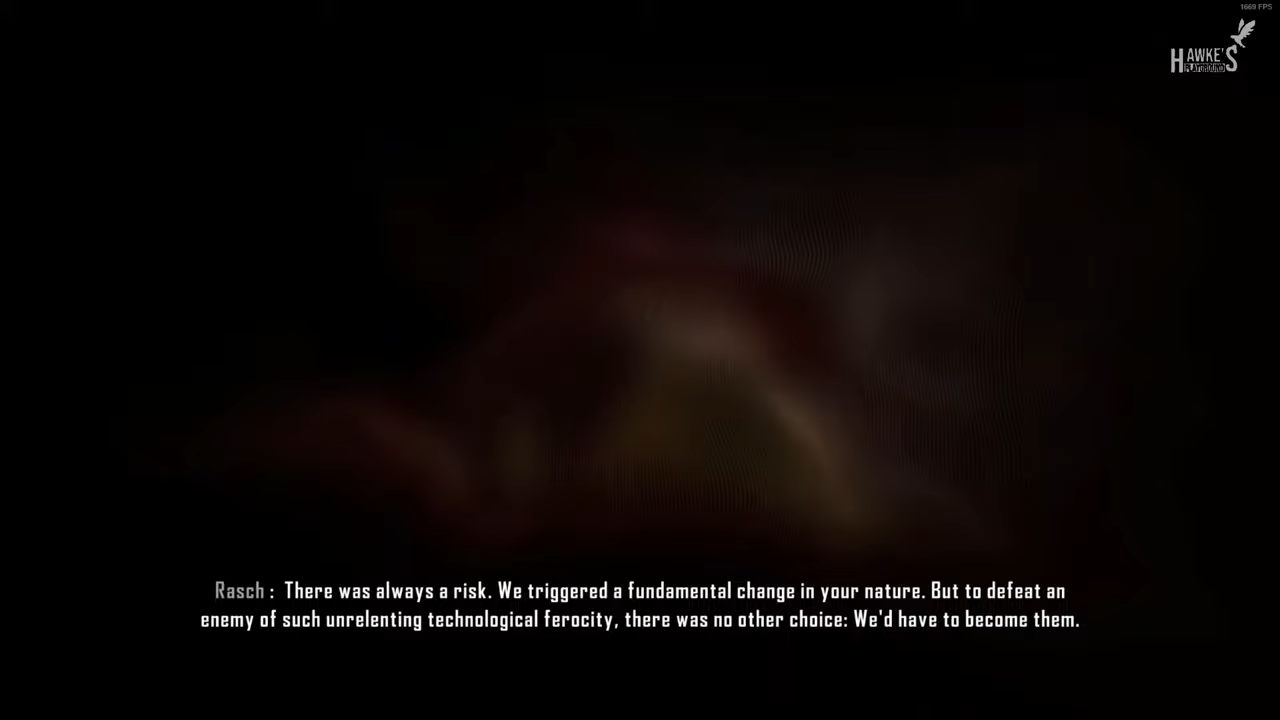 1669 FPS
HAWKE'S
PLAYGROUND
Rasch : There was always a risk. We triggered a fundamental change in your nature. But to defeat an
enemy of such unrelenting technological ferocity, there was no other choice: We'd have to become them.